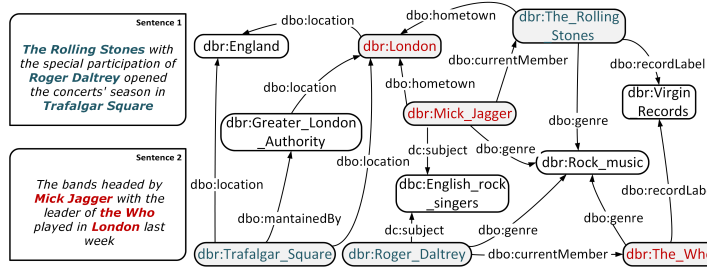 Sentence 1
The Rolling Stones with
the special participation of
Roger Daltrey opened
the concerts' season in
Trafalgar Square
Sentence 2
The bands headed by
Mick Jagger with the
leader of the Who
played in London last
week
dbo:location
dbo:hometown
dbr:The_Rolling
_Stones
dbr:England
dbr:London
dbo:currentMember
dbo:recordLabel
dbo:location
dbo:hometown
dbr:Virgin
_Records
dbr:Greater_London
_Authority
dbr:Mick_Jagger
dbo:genre
dc:subject
dbo:genre
dbo:location
dbr:Rock_music
dbo:location
dbc:English_rock
_singers
dbo:recordLab
dbo:mantainedBy
dbo:genre
dc:subject
dbo:genre
dbr:Trafalgar_Square
dbr:Roger_Daltrey
dbo:currentMember
dbr:The_Who